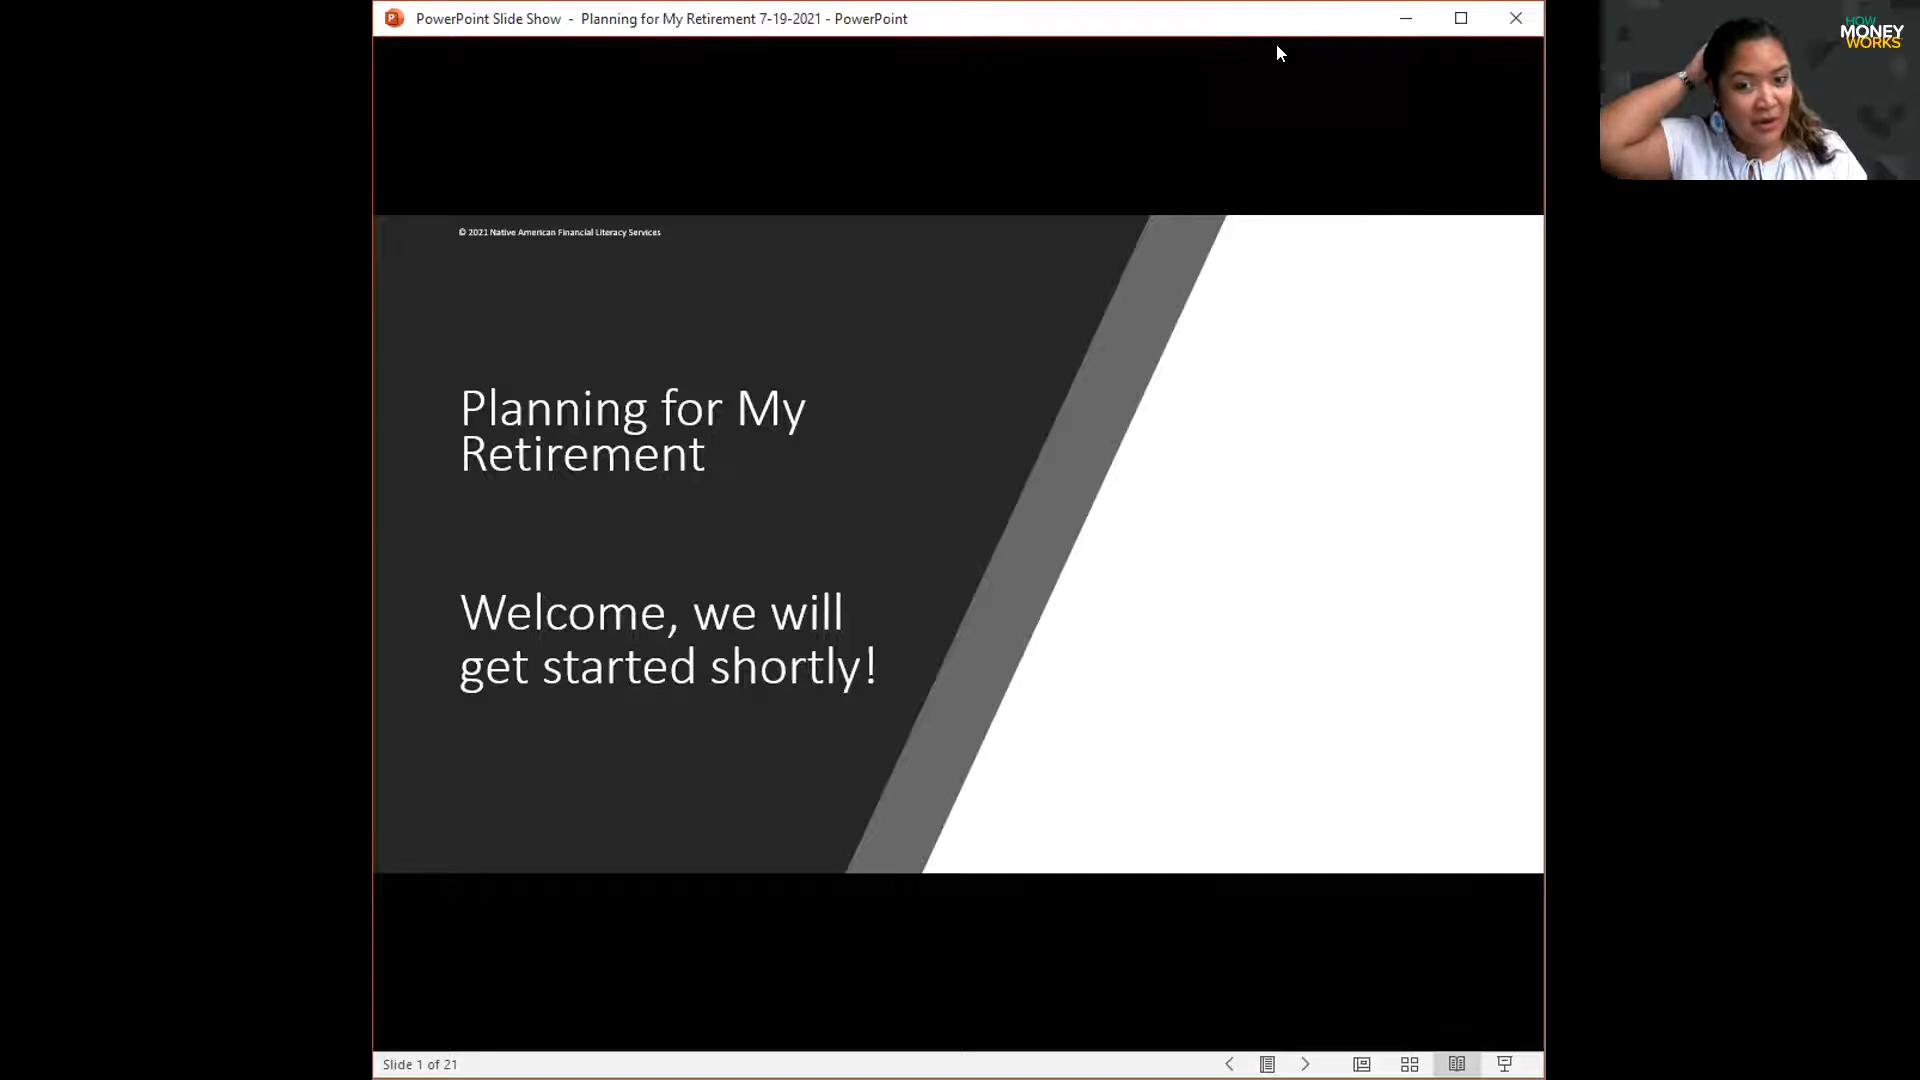 PowerPoint Slide Show - Planning for My Retirement 7-19-2021 - PowerPoint
HOW
MONEY
WORKS
© 2021 Native American Financial Literacy Services
Planning for My
Retirement
Welcome, we will
get started shortly!
Slide 1 of 21